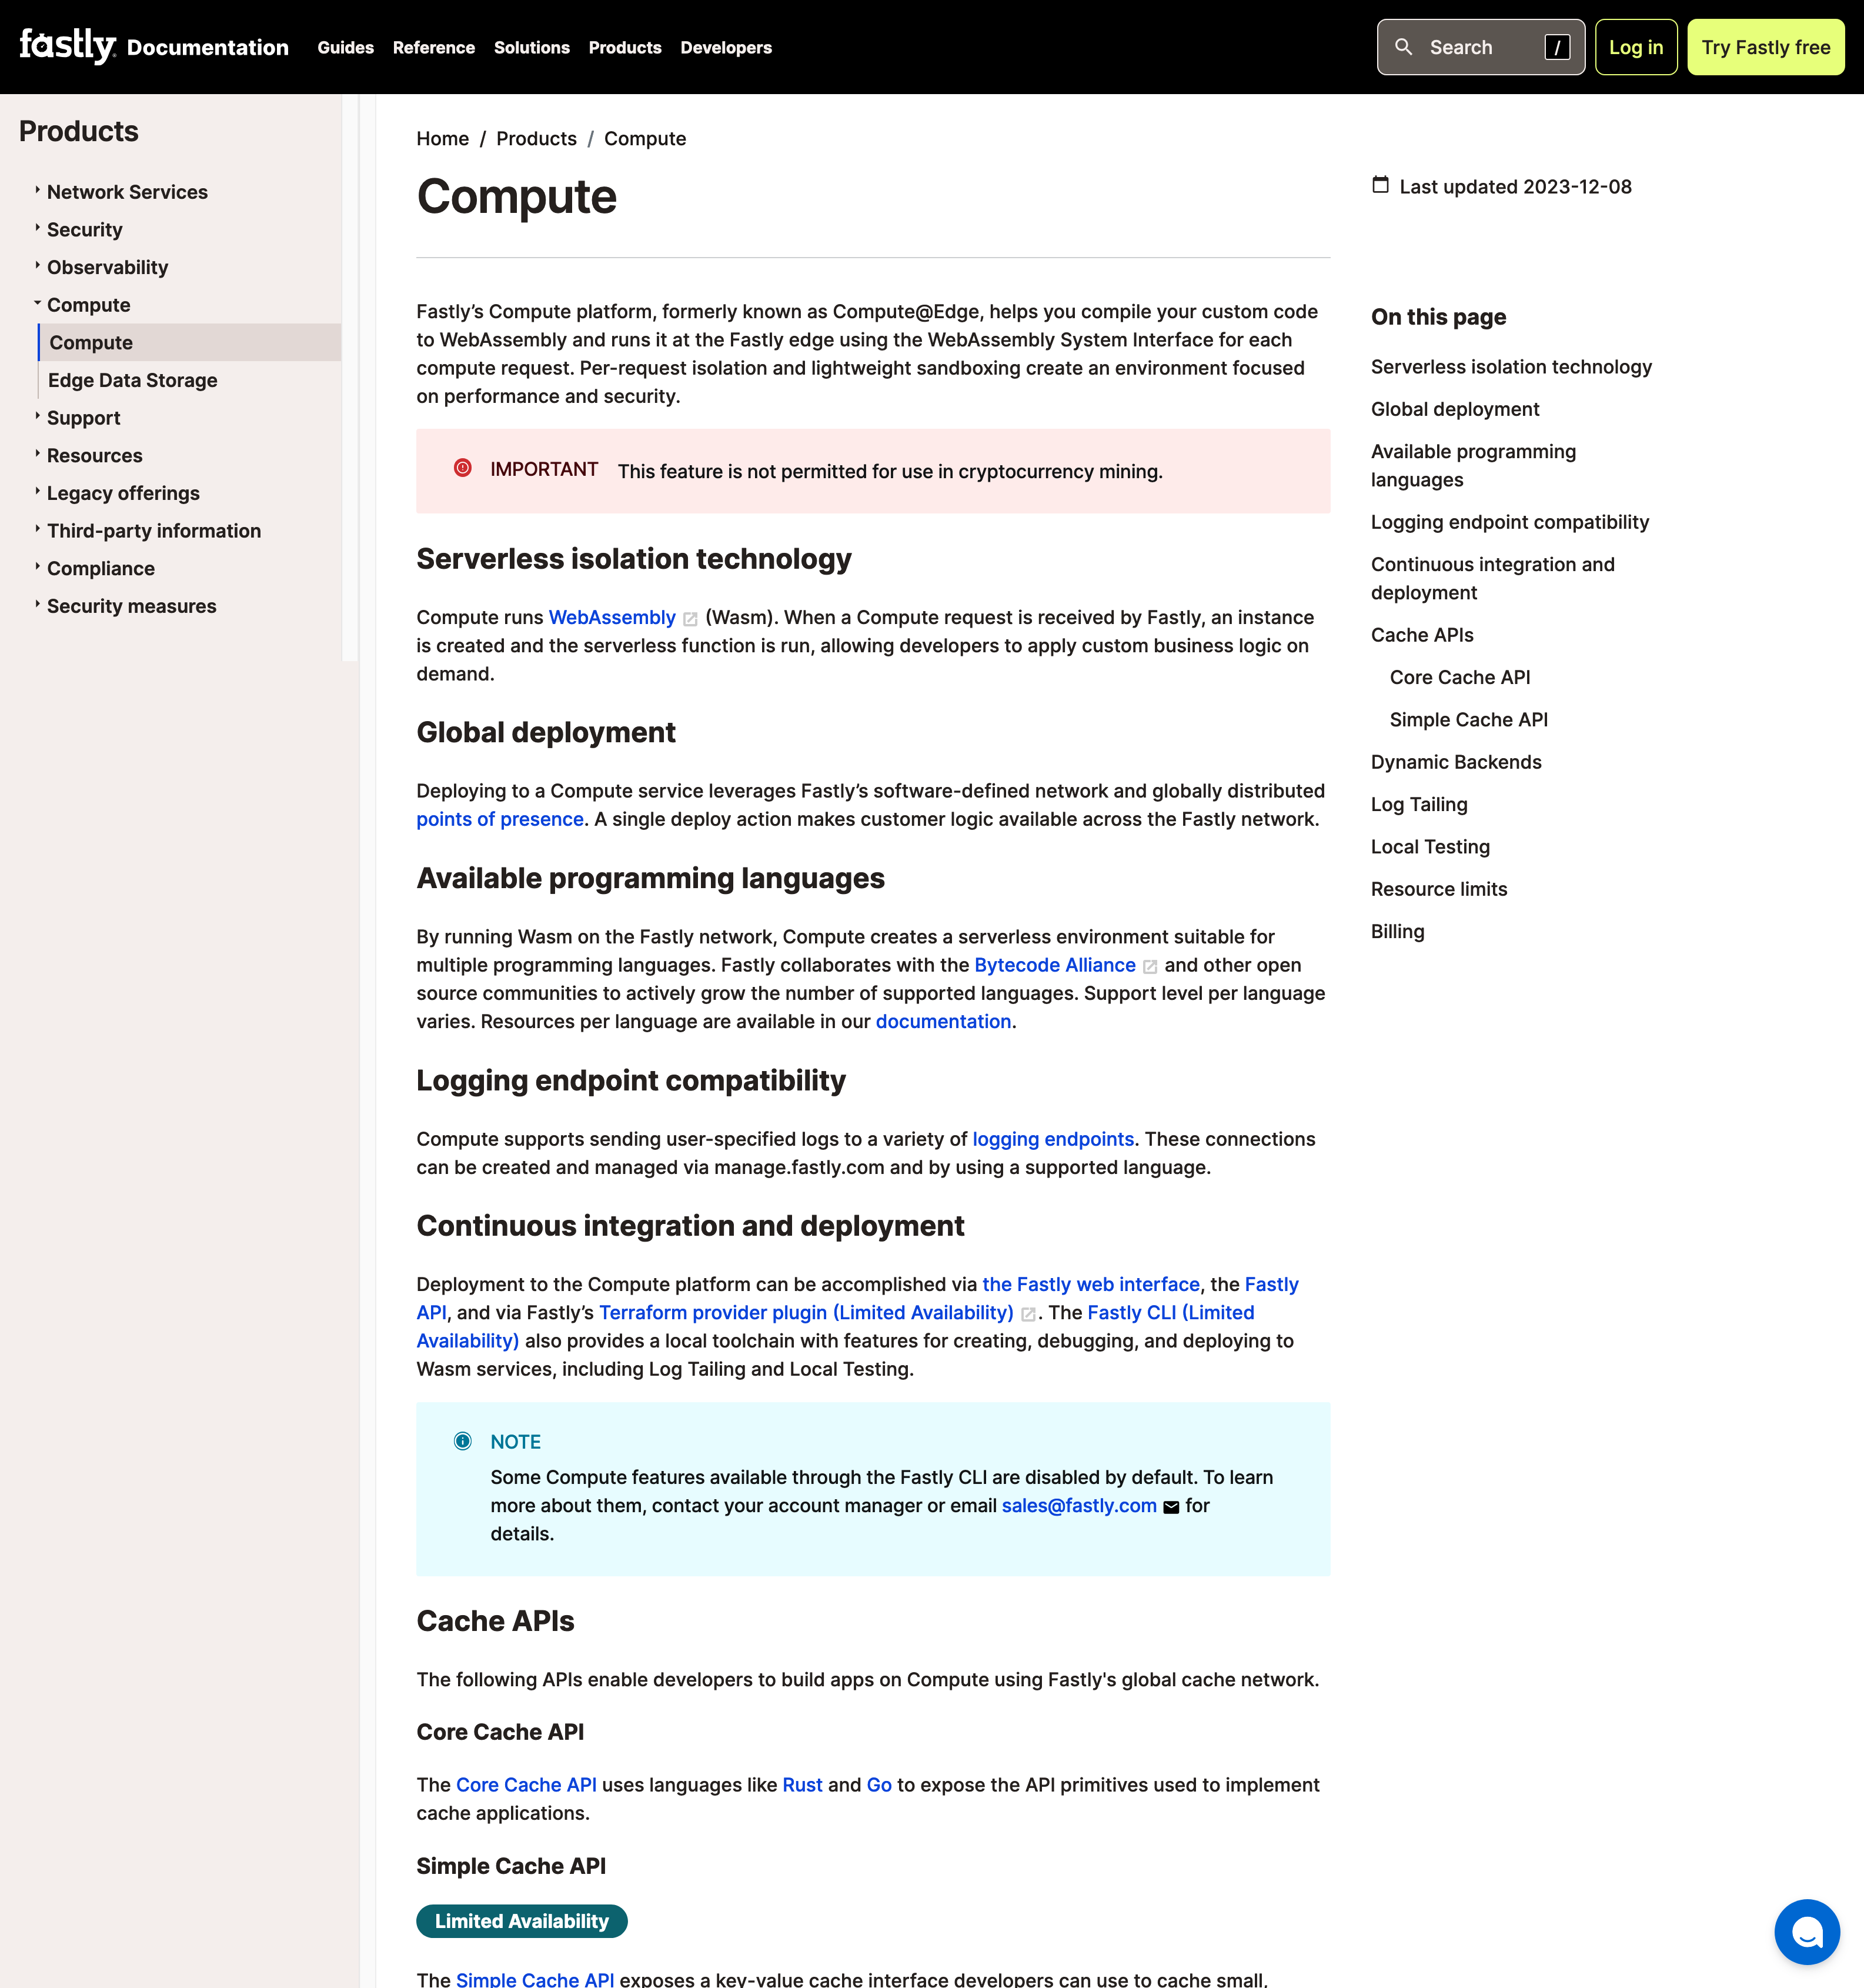 fastly Documentation
Guides Reference Solutions Products Developers
Search /
Log in
Try Fastly free
Products
Network Services
Security
Observability
Compute
Compute
Edge Data Storage
Support
Resources
Legacy offerings
Third-party information
Compliance
Security measures
Home / Products / Compute
Compute
Fastly’s Compute platform, formerly known as Compute@Edge, helps you compile your custom code
to WebAssembly and runs it at the Fastly edge using the WebAssembly System Interface for each
compute request. Per-request isolation and lightweight sandboxing create an environment focused
on performance and security.
IMPORTANT This feature is not permitted for use in cryptocurrency mining.
Serverless isolation technology
Compute runs WebAssembly (Wasm). When a Compute request is received by Fastly, an instance
is created and the serverless function is run, allowing developers to apply custom business logic on
demand.
Global deployment
Deploying to a Compute service leverages Fastly’s software-defined network and globally distributed
points of presence. A single deploy action makes customer logic available across the Fastly network.
Available programming languages
By running Wasm on the Fastly network, Compute creates a serverless environment suitable for
multiple programming languages. Fastly collaborates with the Bytecode Alliance and other open
source communities to actively grow the number of supported languages. Support level per language
varies. Resources per language are available in our documentation.
Logging endpoint compatibility
Compute supports sending user-specified logs to a variety of logging endpoints. These connections
can be created and managed via manage.fastly.com and by using a supported language.
Continuous integration and deployment
Deployment to the Compute platform can be accomplished via the Fastly web interface, the Fastly
API, and via Fastly’s Terraform provider plugin (Limited Availability). The Fastly CLI (Limited
Availability) also provides a local toolchain with features for creating, debugging, and deploying to
Wasm services, including Log Tailing and Local Testing.
NOTE
Some Compute features available through the Fastly CLI are disabled by default. To learn
more about them, contact your account manager or email sales@fastly.com for
details.
Cache APIs
The following APIs enable developers to build apps on Compute using Fastly's global cache network.
Core Cache API
The Core Cache API uses languages like Rust and Go to expose the API primitives used to implement
cache applications.
Simple Cache API
Limited Availability
The Simple Cache API exposes a key-value cache interface developers can use to cache small,
Last updated 2023-12-08
On this page
Serverless isolation technology
Global deployment
Available programming
languages
Logging endpoint compatibility
Continuous integration and
deployment
Cache APIs
Core Cache API
Simple Cache API
Dynamic Backends
Log Tailing
Local Testing
Resource limits
Billing